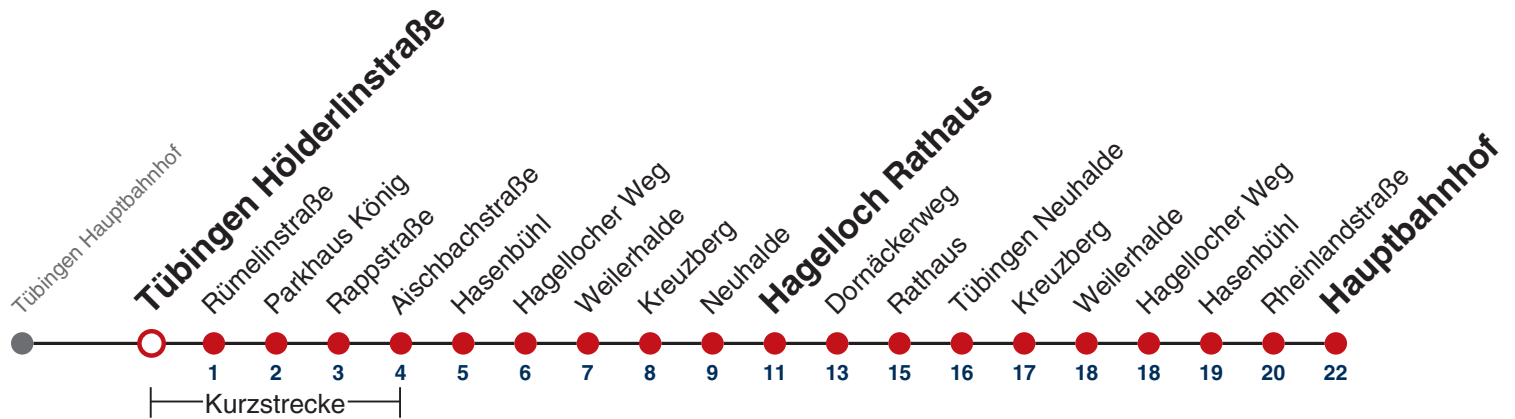 Tübingen Hauptbahnhof
Tübingen Hölderlinstraße
Rümelinstraße
Parkhaus König
Rappstraße
Aischbachstraße
Hasenbühl
Hagellocher Weg
Weilerhalde
Kreuzberg
Neuhalde
Hagelloch Rathaus
Dornäckerweg
Rathaus
Tübingen Neuhalde
Kreuzberg
Weilerhalde
Hagellocher Weg
Hasenbühl
Rheinlandstraße
Hauptbahnhof
1 2 3 4 5 6 7 8 9 11 13 15 16 17 18 18 19 20 22
Kurzstrecke